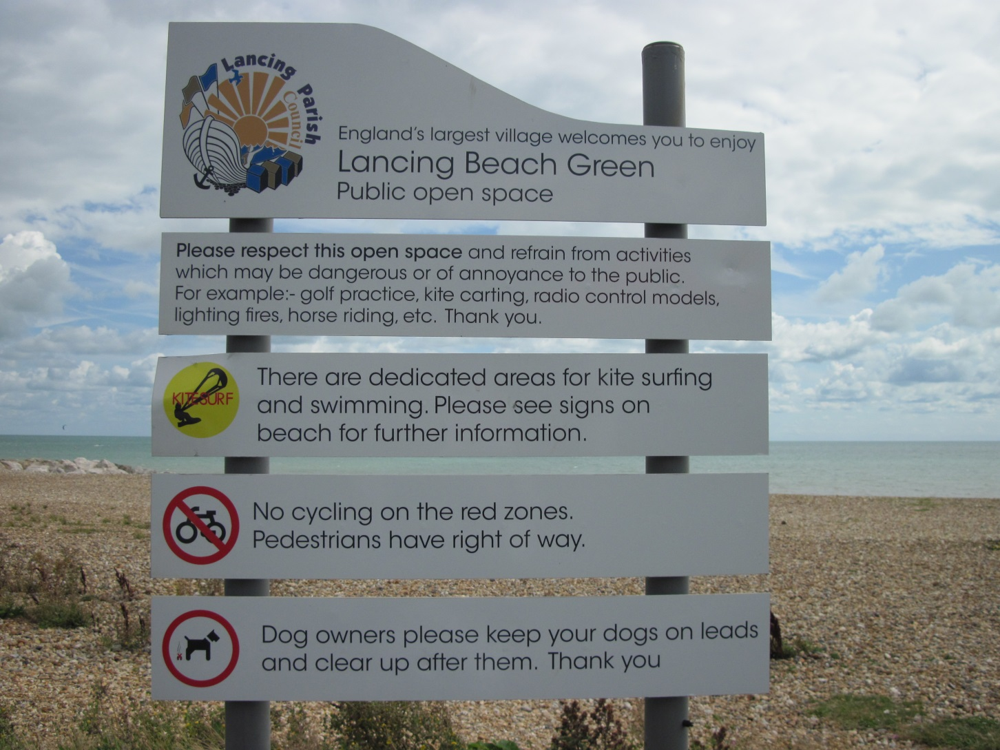 Lancing Parish
Council
England's largest village welcomes you to enjoy
Lancing Beach Green
Public open space
Please respect this open space and refrain from activities
which may be dangerous or of annoyance to the public.
For example:- golf practice, kite carting, radio control models,
lighting fires, horse riding, etc. Thank you.
KITESURF
There are dedicated areas for kite surfing
and swimming. Please see signs on
beach for further information.
No cycling on the red zones.
Pedestrians have right of way.
Dog owners please keep your dogs on leads
and clear up after them. Thank you